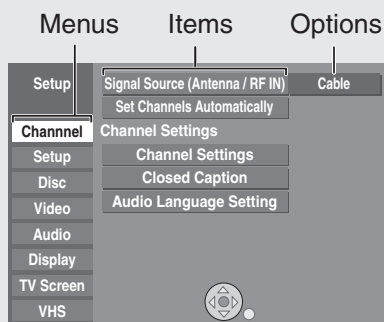 Menus Items Options
Setup Signal Source (Antenna / RF IN) Cable
Set Channels Automatically
Channnel Channel Settings
Setup Channel Settings
Disc Closed Caption
Video Audio Language Setting
Audio
Display
TV Screen
VHS